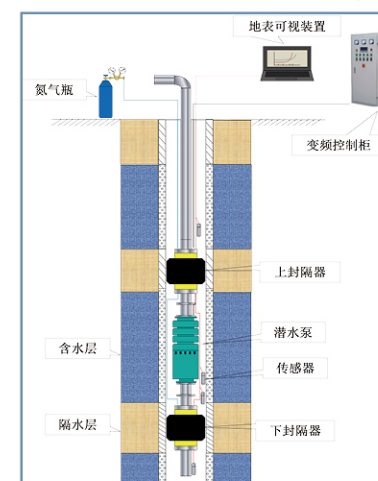 地表可视装置
氮气瓶
变频控制柜
上封隔器
潜水泵
含水层
传感器
隔水层
下封隔器